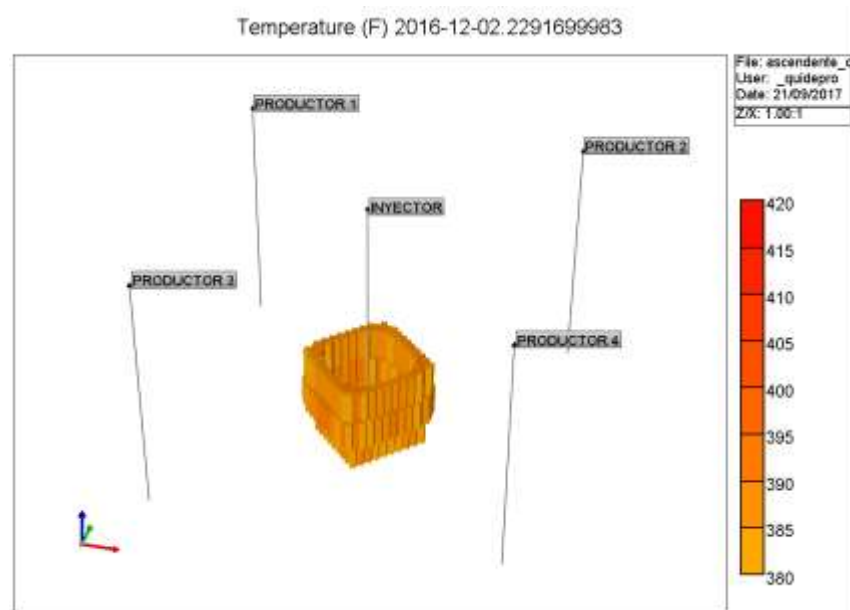 Temperature (F) 2016-12-02.2291699983
File: ascendente_
User: _quidepro
Date: 21/09/2017
Z/X: 1.00:1
PRODUCTOR 1
PRODUCTOR 2
INYECTOR
PRODUCTOR 3
PRODUCTOR 4
420
415
410
405
400
395
390
385
380